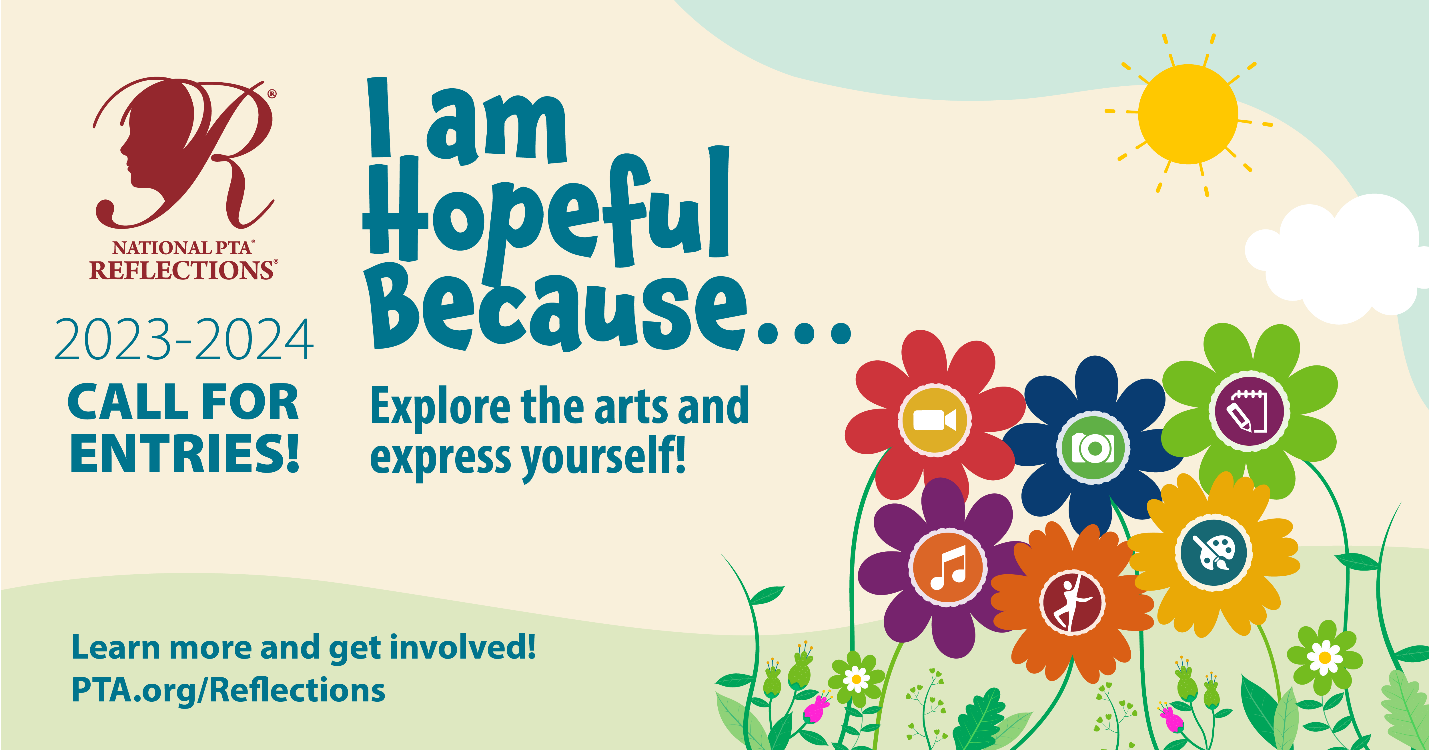 R®
NATIONAL PTA®
REFLECTIONS®
2023-2024
CALL FOR
ENTRIES!
I am
Hopeful
Because...
Explore the arts and
express yourself!
Learn more and get involved!
PTA.org/Reflections